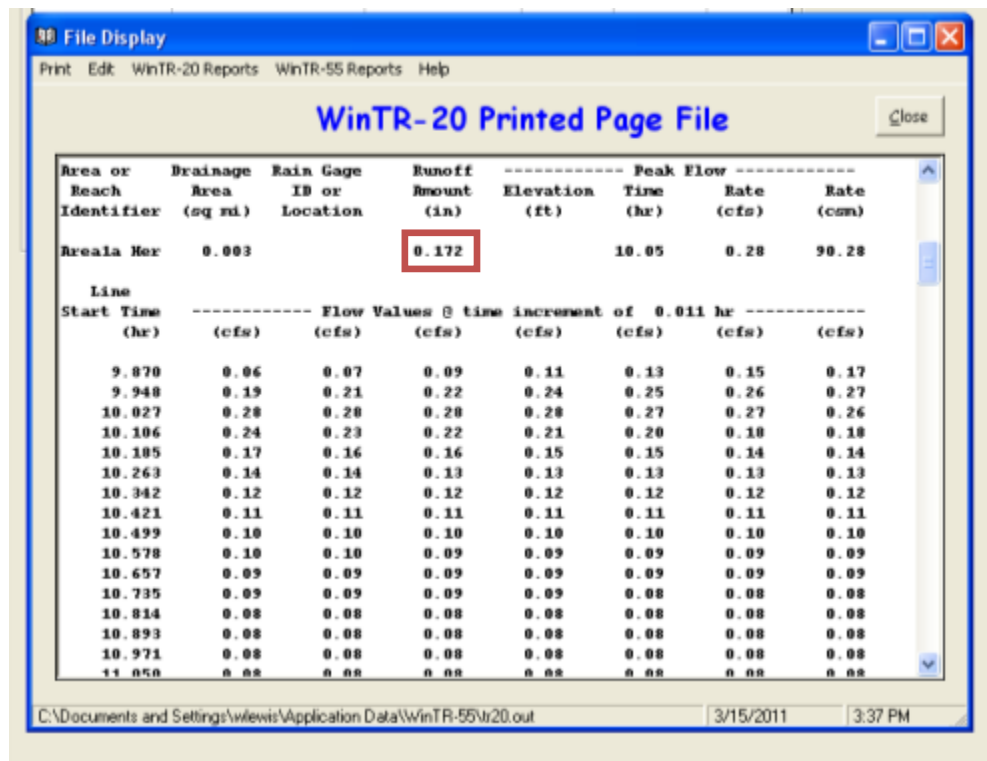 File Display
Print Edit WinTR-20 Reports WinTR-55 Reports Help
WinTR-20 Printed Page File
Close
Area or Drainage Rain Gage Runoff ------------ Peak Flow ------------
Reach Area ID or Amount Elevation Time Rate Rate
Identifier (sq mi) Location (in) (ft) (hr) (cfs) (csm)
Area1a Her 0.003 0.172 10.05 0.28 90.28
Line
Start Time ------------ Flow Values @ time increment of 0.011 hr ------------
(hr) (cfs) (cfs) (cfs) (cfs) (cfs) (cfs) (cfs)
9.870 0.06 0.07 0.09 0.11 0.13 0.15 0.17
9.948 0.19 0.21 0.22 0.24 0.25 0.26 0.27
10.027 0.28 0.28 0.28 0.28 0.27 0.27 0.26
10.106 0.24 0.23 0.22 0.21 0.20 0.18 0.18
10.185 0.17 0.16 0.16 0.15 0.15 0.14 0.14
10.263 0.14 0.14 0.13 0.13 0.13 0.13 0.13
10.342 0.12 0.12 0.12 0.12 0.12 0.12 0.12
10.421 0.11 0.11 0.11 0.11 0.11 0.11 0.11
10.499 0.10 0.10 0.10 0.10 0.10 0.10 0.10
10.578 0.10 0.10 0.09 0.09 0.09 0.09 0.09
10.657 0.09 0.09 0.09 0.09 0.09 0.09 0.09
10.735 0.09 0.09 0.09 0.09 0.08 0.08 0.08
10.814 0.08 0.08 0.08 0.08 0.08 0.08 0.08
10.893 0.08 0.08 0.08 0.08 0.08 0.08 0.08
10.971 0.08 0.08 0.08 0.08 0.08 0.08 0.08
11.050 0.08 0.08 0.08 0.08 0.08 0.08 0.08
C:\Documents and Settings\wlewis\Application Data\WinTR-55\tr20.out 3/15/2011 3:37 PM